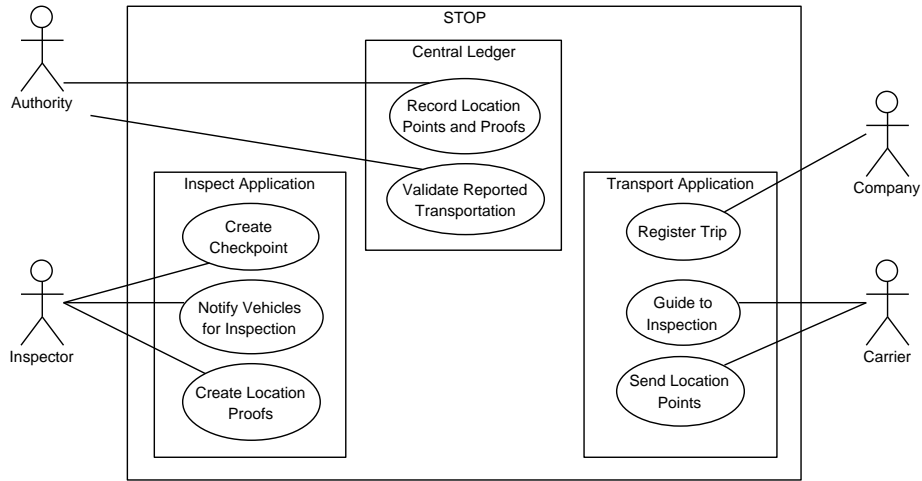 STOP
Central Ledger
Authority
Record Location
Points and Proofs
Validate Reported
Transportation
Company
Inspect Application
Create
Checkpoint
Notify Vehicles
for Inspection
Create Location
Proofs
Inspector
Transport Application
Register Trip
Guide to
Inspection
Send Location
Points
Carrier